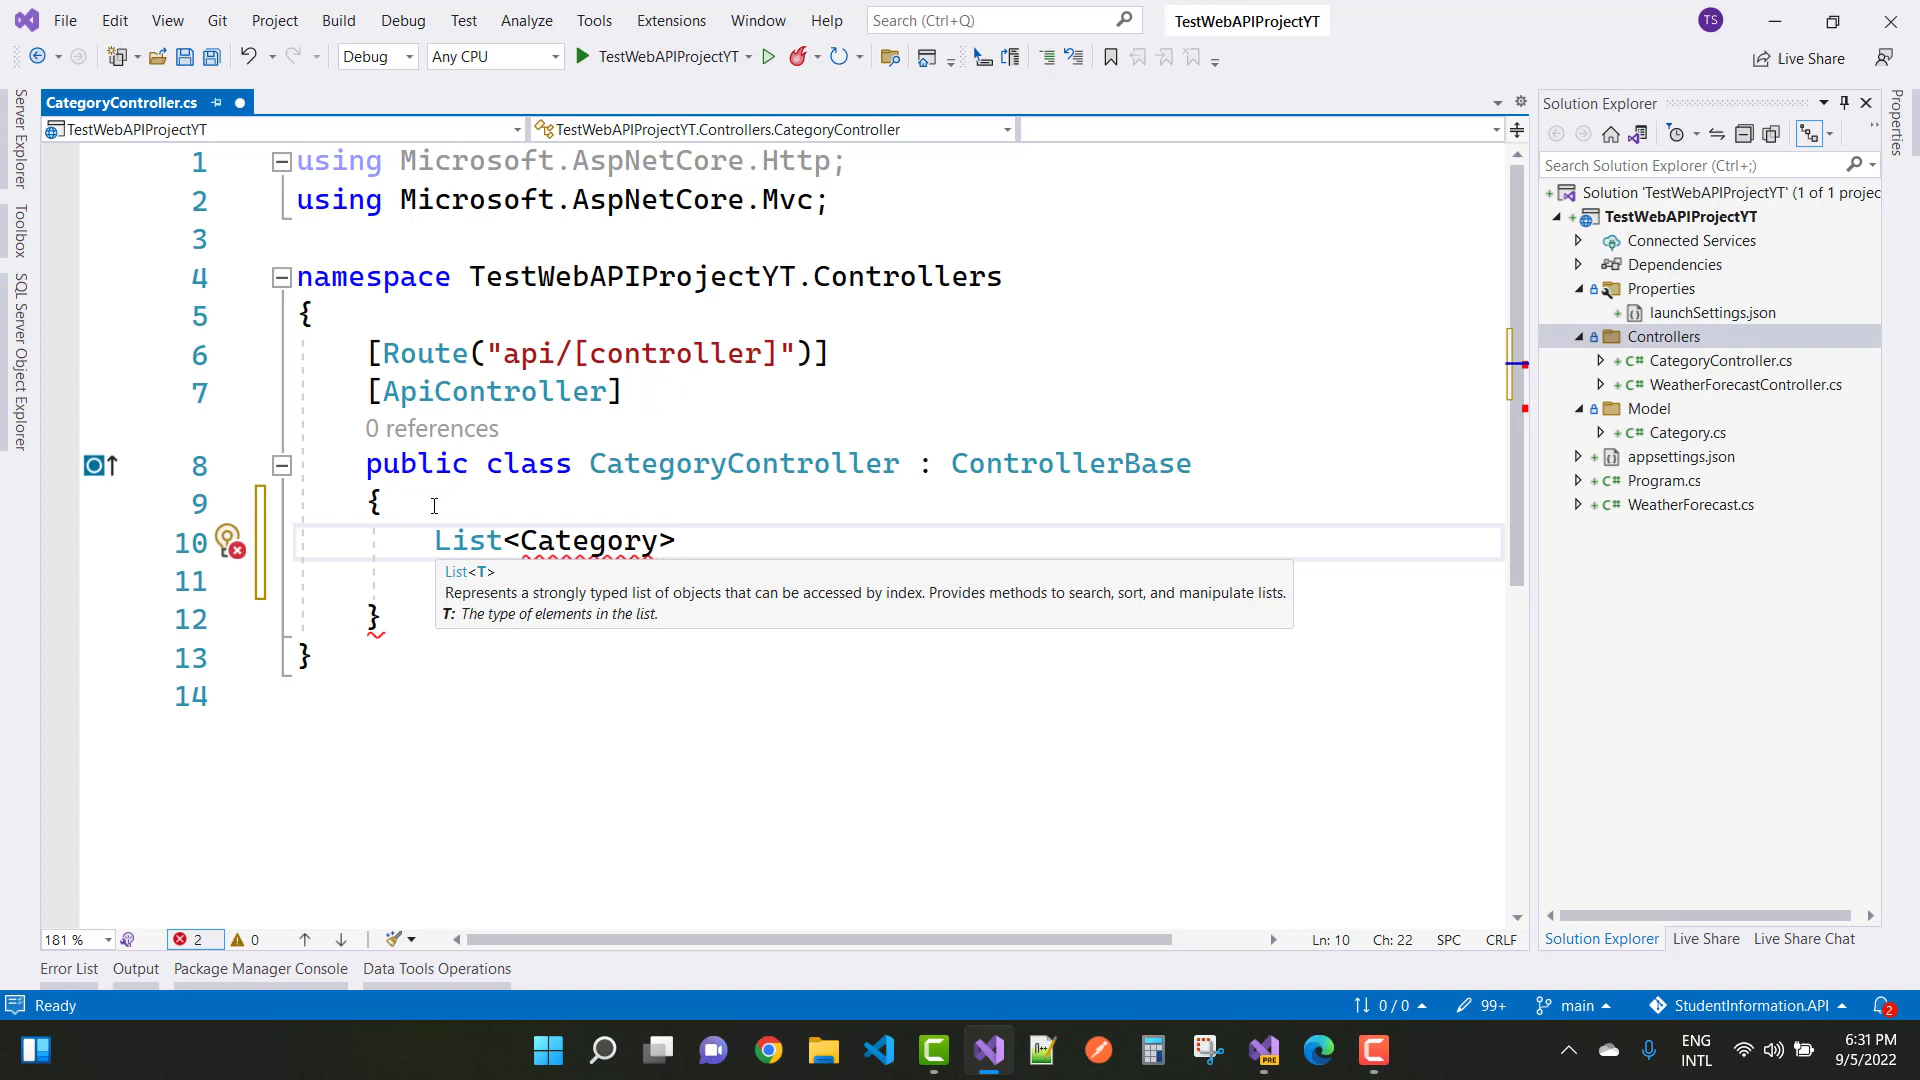 File Edit View Git Project Build Debug Test Analyze Tools Extensions Window Help Search (Ctrl+Q) TestWebAPIProjectYT TS
Debug Any CPU TestWebAPIProjectYT Live Share
CategoryController.cs
TestWebAPIProjectYT TestWebAPIProjectYT.Controllers.CategoryController
1 using Microsoft.AspNetCore.Http;
2 using Microsoft.AspNetCore.Mvc;
3
4 namespace TestWebAPIProjectYT.Controllers
5 {
6 [Route("api/[controller]")]
7 [ApiController]
0 references
8 public class CategoryController : ControllerBase
9 {
10 List<Category>
11
12 }
13 }
14
List<T>
Represents a strongly typed list of objects that can be accessed by index. Provides methods to search, sort, and manipulate lists.
T: The type of elements in the list.
Server Explorer
Toolbox
SQL Server Object Explorer
Solution Explorer
Search Solution Explorer (Ctrl+;)
Solution 'TestWebAPIProjectYT' (1 of 1 projec
TestWebAPIProjectYT
Connected Services
Dependencies
Properties
launchSettings.json
Controllers
CategoryController.cs
WeatherForecastController.cs
Model
Category.cs
appsettings.json
Program.cs
WeatherForecast.cs
Properties
Solution Explorer Live Share Live Share Chat
181 % 2 0 Ln: 10 Ch: 22 SPC CRLF
Error List Output Package Manager Console Data Tools Operations
Ready 0 / 0 99+ main StudentInformation.API 2
PRE
ENG
INTL
6:31 PM
9/5/2022